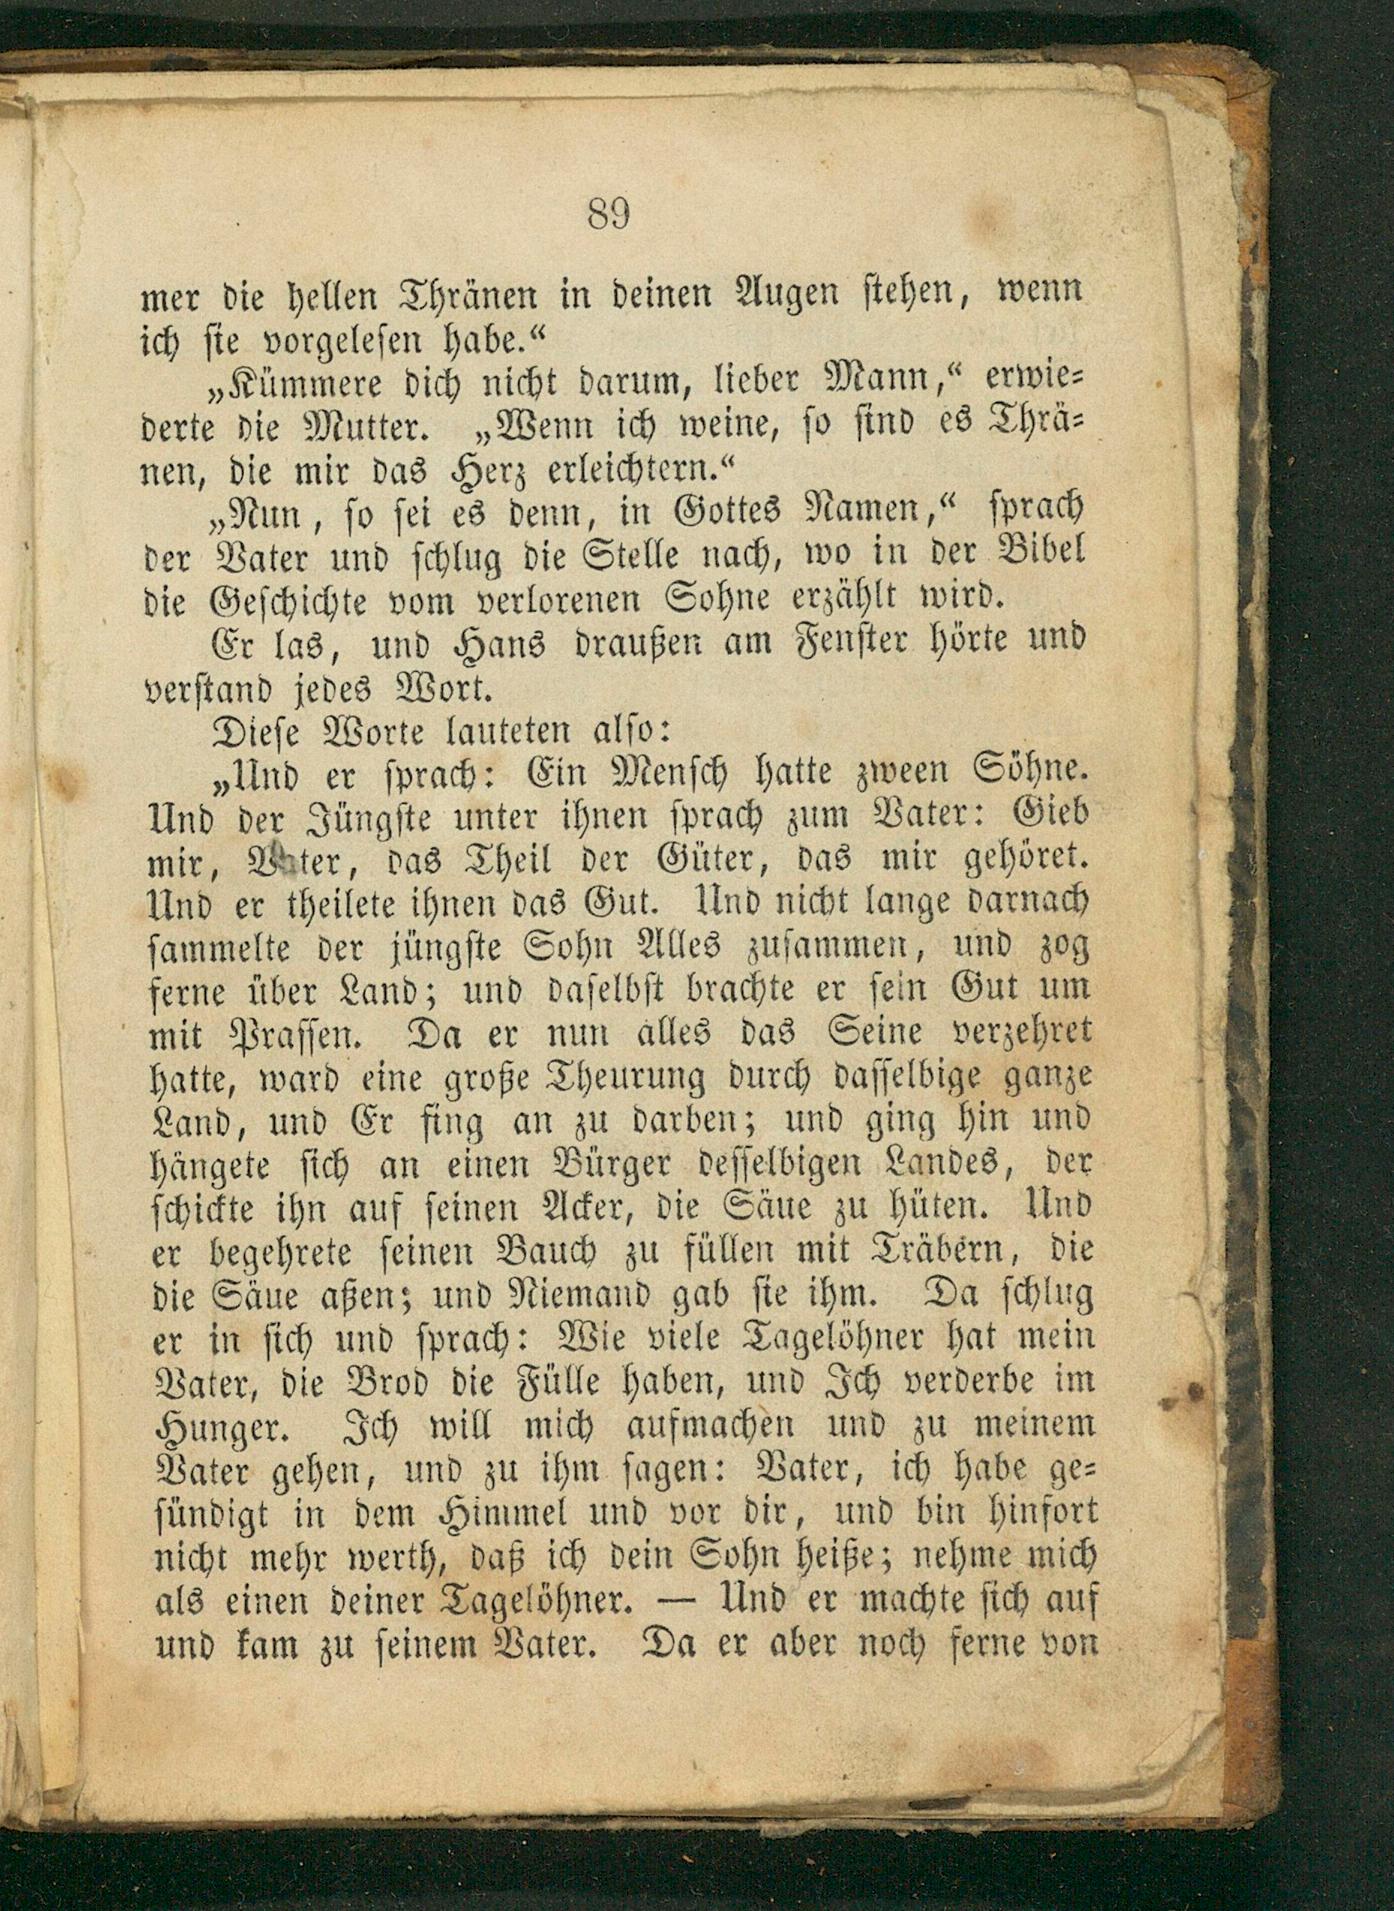 89
mer die hellen Thränen in deinen Augen stehen, wenn
ich sie vorgelesen habe.“
„Kümmere dich nicht darum, lieber Mann,“ erwie-
derte die Mutter. „Wenn ich weine, so sind es Thrä-
nen, die mir das Herz erleichtern.“
„Nun, so sei es denn, in Gottes Namen,“ sprach
der Vater und schlug die Stelle nach, wo in der Bibel
die Geschichte vom verlorenen Sohne erzählt wird.
Er las, und Hans draußen am Fenster hörte und
verstand jedes Wort.
Diese Worte lauteten also:
„Und er sprach: Ein Mensch hatte zween Söhne.
Und der Jüngste unter ihnen sprach zum Vater: Gieb
mir, Vater, das Theil der Güter, das mir gehöret.
Und er theilete ihnen das Gut. Und nicht lange darnach
sammelte der jüngste Sohn Alles zusammen, und zog
ferne über Land; und daselbst brachte er sein Gut um
mit Prassen. Da er nun alles das Seine verzehret
hatte, ward eine große Theurung durch dasselbige ganze
Land, und Er fing an zu darben; und ging hin und
hängete sich an einen Bürger desselbigen Landes, der
schickte ihn auf seinen Acker, die Säue zu hüten. Und
er begehrete seinen Bauch zu füllen mit Träbern, die
die Säue aßen; und Niemand gab sie ihm. Da schlug
er in sich und sprach: Wie viele Tagelöhner hat mein
Vater, die Brod die Fülle haben, und Ich verderbe im
Hunger. Ich will mich aufmachen und zu meinem
Vater gehen, und zu ihm sagen: Vater, ich habe ge-
sündigt in dem Himmel und vor dir, und bin hinfort
nicht mehr werth, daß ich dein Sohn heiße; nehme mich
als einen deiner Tagelöhner. — Und er machte sich auf
und kam zu seinem Vater. Da er aber noch ferne von